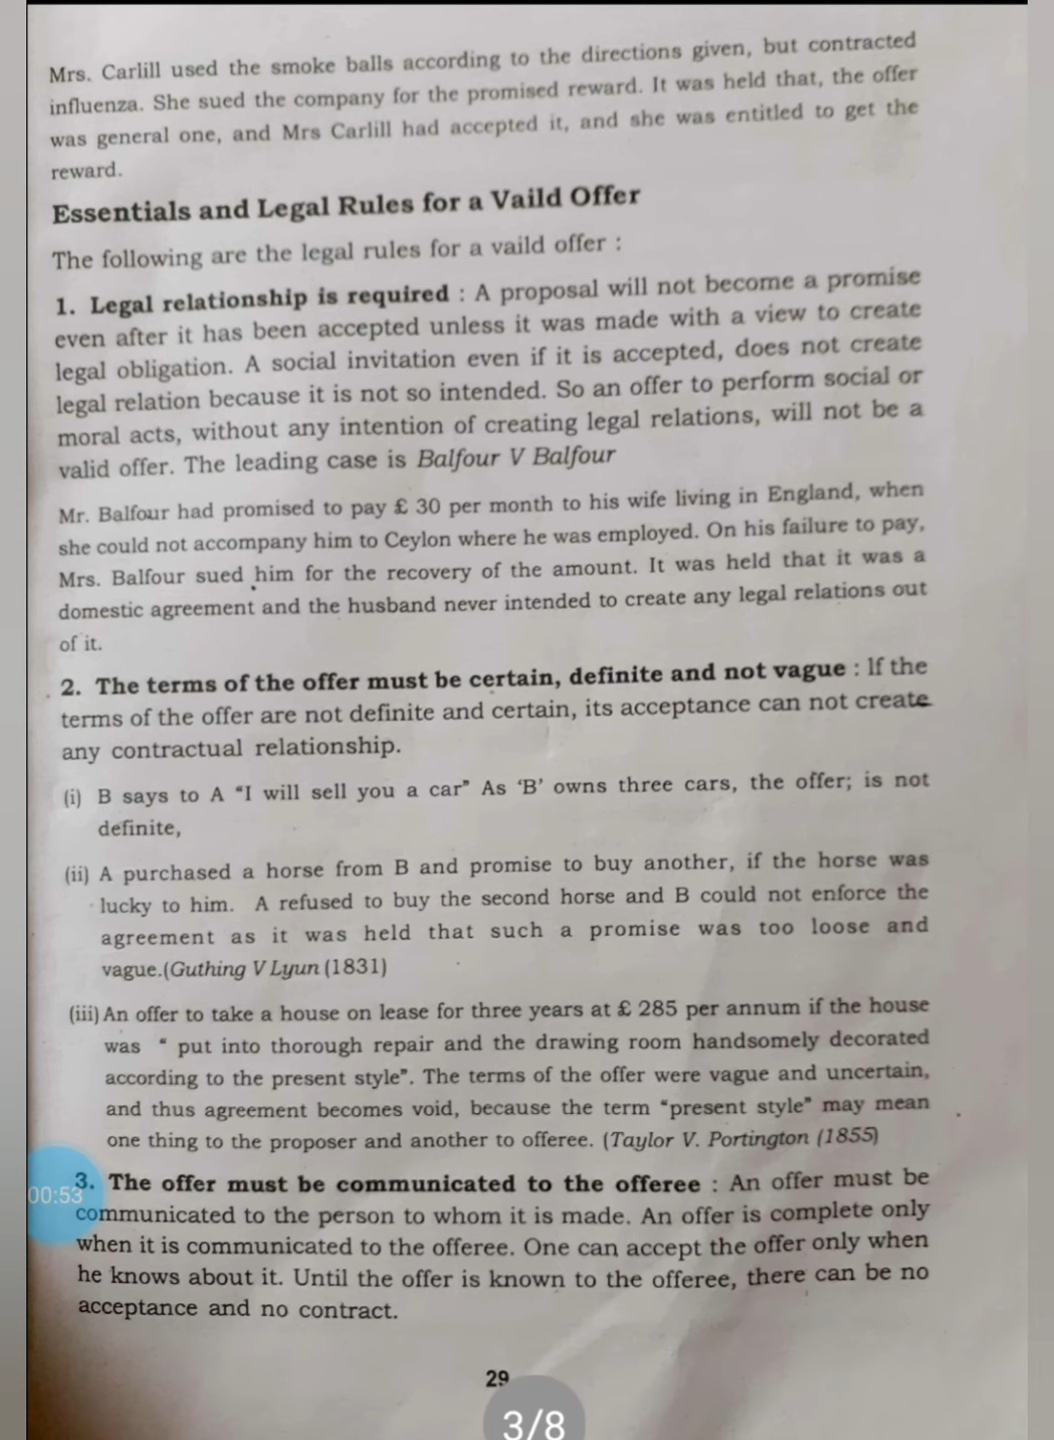 Mrs. Carlill used the smoke balls according to the directions given, but contracted
influenza. She sued the company for the promised reward. It was held that, the offer
was general one, and Mrs Carlill had accepted it, and she was entitled to get the
reward.
Essentials and Legal Rules for a Vaild Offer
The following are the legal rules for a vaild offer :
1. Legal relationship is required : A proposal will not become a promise
even after it has been accepted unless it was made with a view to create
legal obligation. A social invitation even if it is accepted, does not create
legal relation because it is not so intended. So an offer to perform social or
moral acts, without any intention of creating legal relations, will not be a
valid offer. The leading case is Balfour V Balfour
Mr. Balfour had promised to pay £ 30 per month to his wife living in England, when
she could not accompany him to Ceylon where he was employed. On his failure to pay,
Mrs. Balfour sued him for the recovery of the amount. It was held that it was a
domestic agreement and the husband never intended to create any legal relations out
of it.
2. The terms of the offer must be certain, definite and not vague : If the
terms of the offer are not definite and certain, its acceptance can not create
any contractual relationship.
(i) B says to A "I will sell you a car" As 'B' owns three cars, the offer; is not
definite,
(ii) A purchased a horse from B and promise to buy another, if the horse was
lucky to him. A refused to buy the second horse and B could not enforce the
agreement as it was held that such a promise was too loose and
vague.(Guthing V Lyun (1831)
(iii) An offer to take a house on lease for three years at £ 285 per annum if the house
was " put into thorough repair and the drawing room handsomely decorated
according to the present style". The terms of the offer were vague and uncertain,
and thus agreement becomes void, because the term "present style" may mean
one thing to the proposer and another to offeree. (Taylor V. Portington (1855)
3. The offer must be communicated to the offeree : An offer must be
00:53
communicated to the person to whom it is made. An offer is complete only
when it is communicated to the offeree. One can accept the offer only when
he knows about it. Until the offer is known to the offeree, there can be no
acceptance and no contract.
29
3/8